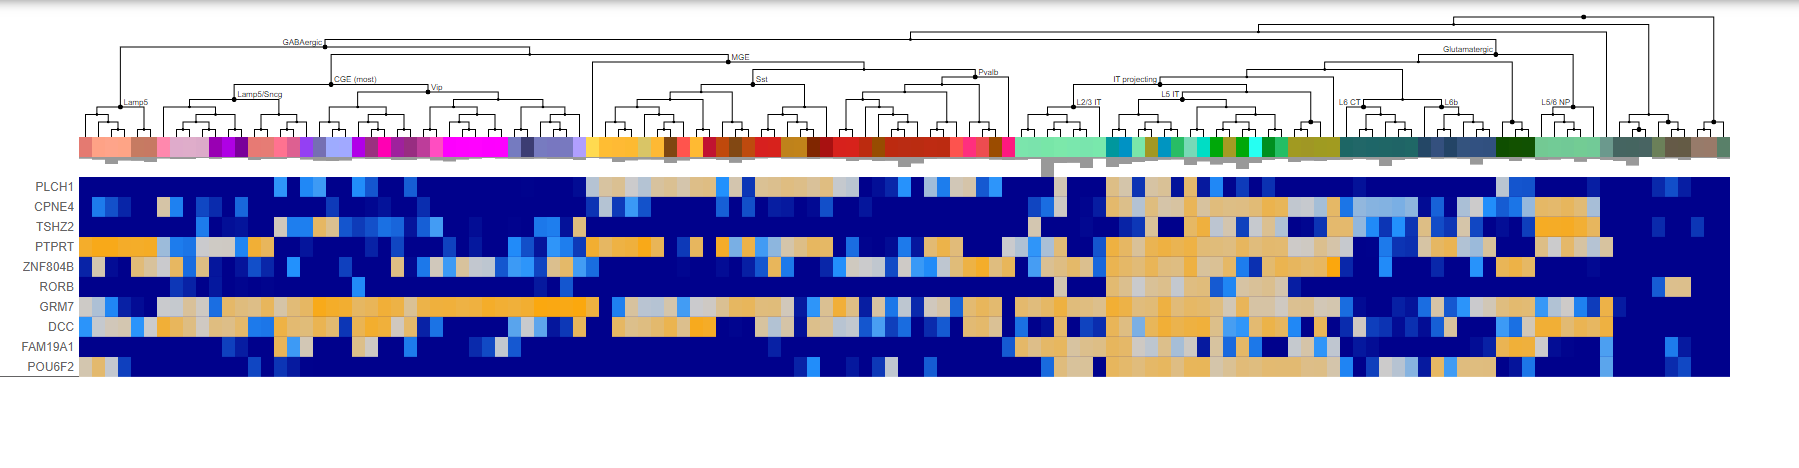 GABAergic
Glutamatergic
MGE
Pvalb
CGE (most)
Sst
IT projecting
Vip
Lamp5/Sncg
L5 IT
Lamp5
L2/3 IT
L6 CT
L6b
L5/6 NP
PLCH1
CPNE4
TSHZ2
PTPRT
ZNF804B
RORB
GRM7
DCC
FAM19A1
POU6F2